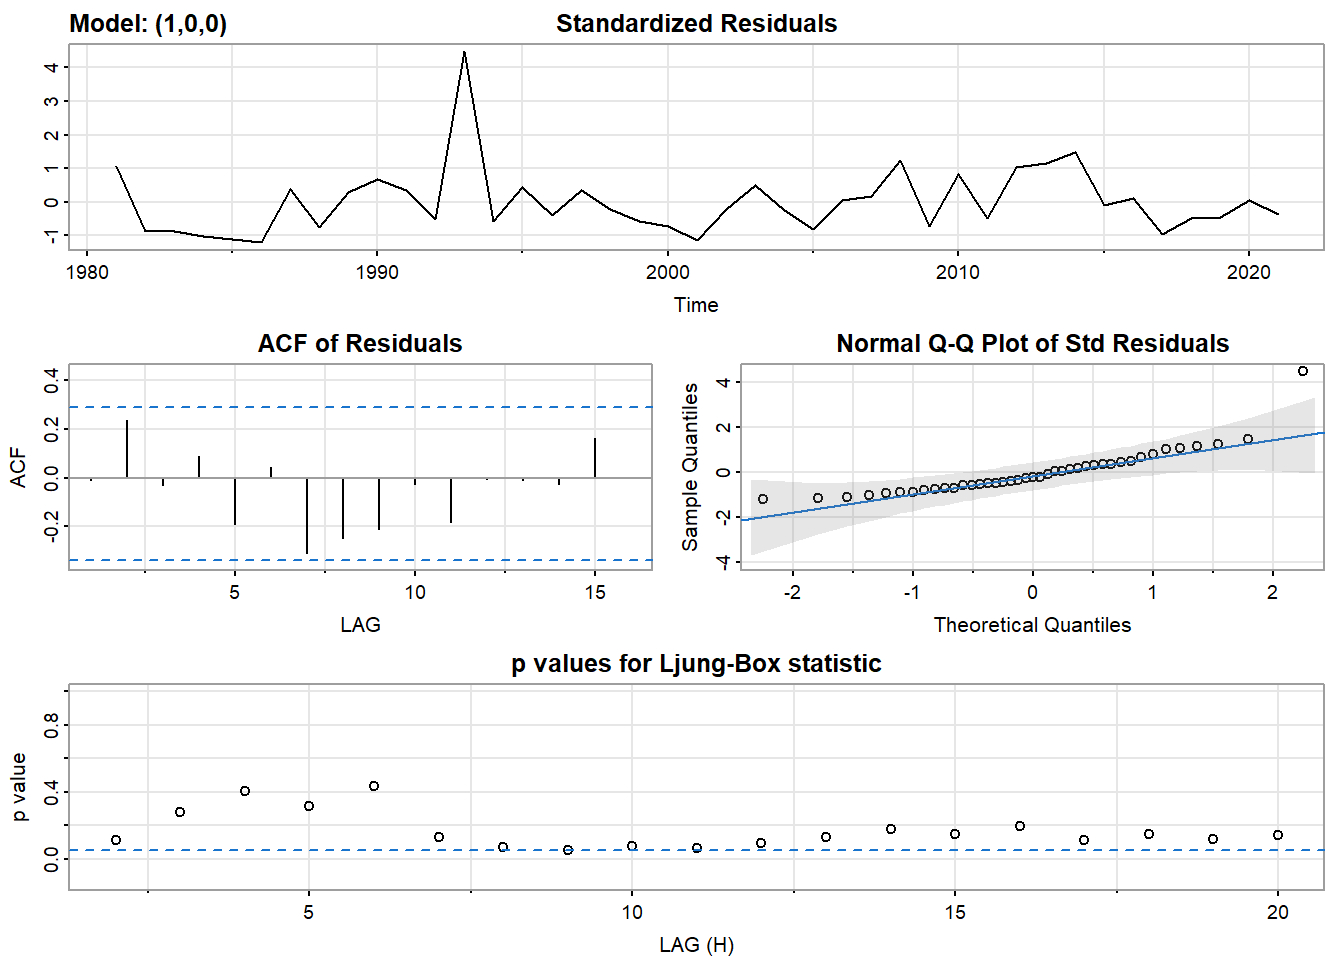 Model: (1,0,0) Standardized Residuals
4
3
2
1
0
-1
1980 1990 2000 2010 2020
Time
ACF of Residuals
ACF
0.4
0.2
0.0
-0.2
5 10 15
LAG
Normal Q-Q Plot of Std Residuals
Sample Quantiles
4
2
0
-2
-4
-2 -1 0 1 2
Theoretical Quantiles
p values for Ljung-Box statistic
p value
0.8
0.4
0.0
5 10 15 20
LAG (H)